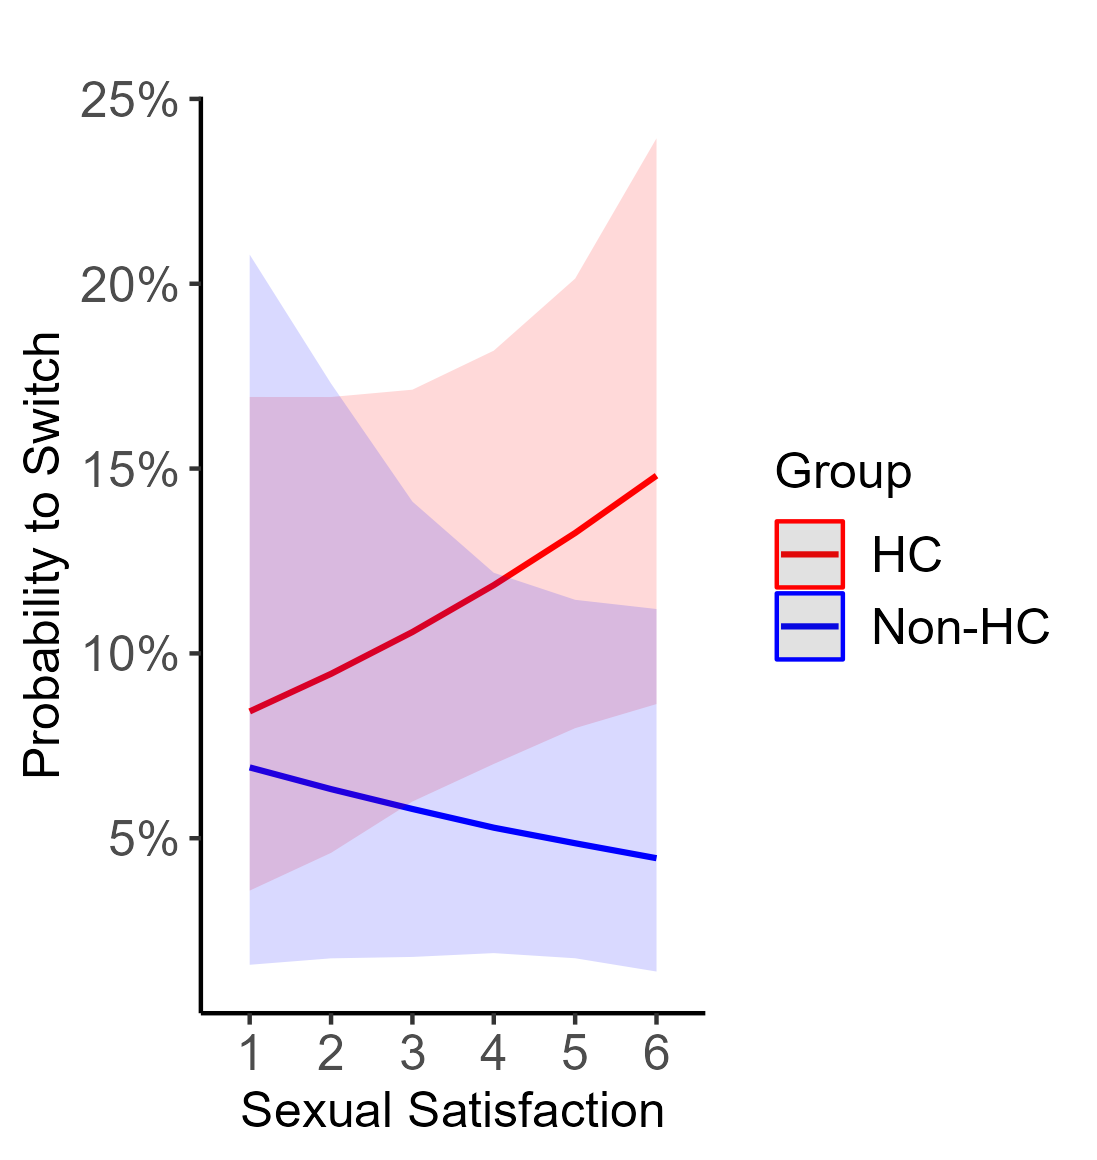 25%
20%
15%
10%
5%
Probability to Switch
1 2 3 4 5 6
Sexual Satisfaction
Group
HC
Non-HC